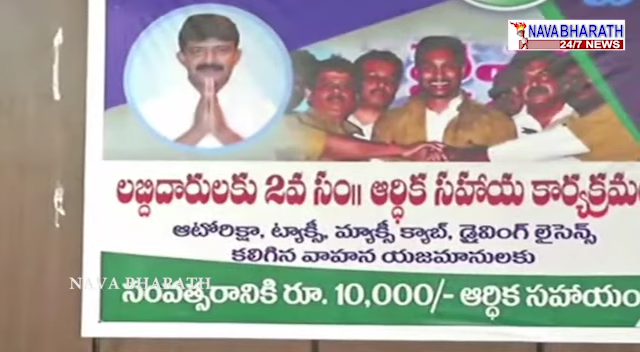 NAVABHARATH
24/7 NEWS
లబ్దిదారులకు 2వ సం॥ ఆర్ధిక సహాయ కార్యక్రమ
ఆటోరిక్షా, ట్యాక్సీ, మ్యాక్సీ క్యాబ్, డ్రైవింగ్ లైసెన్స్
కలిగిన వాహన యజమానులకు
NAVA BHARATH
సంవత్సరానికి రూ. 10,000/- ఆర్ధిక సహాయం